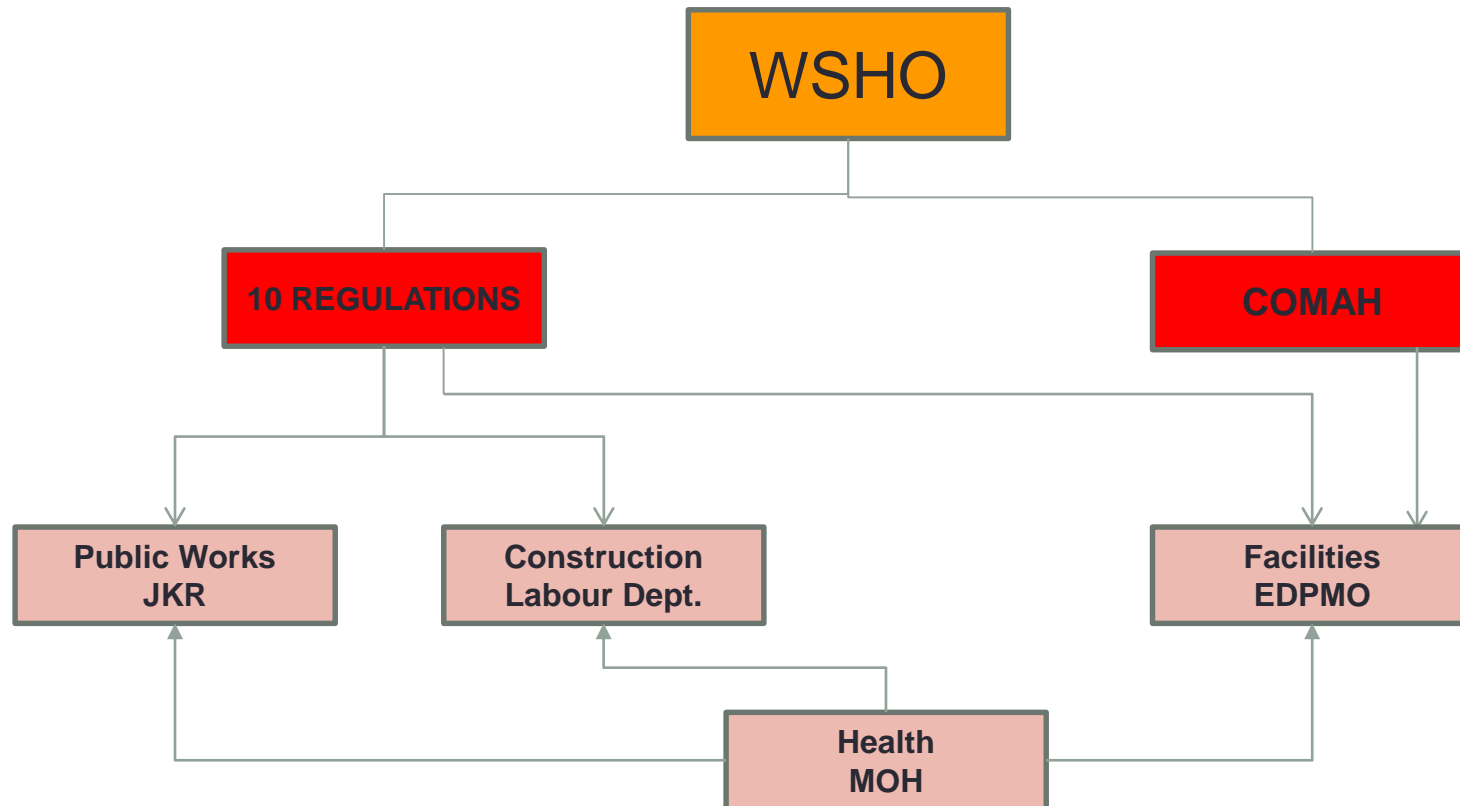 WSHO
10 REGULATIONS
COMAH
Public Works
JKR
Construction
Labour Dept.
Facilities
EDPMO
Health
MOH